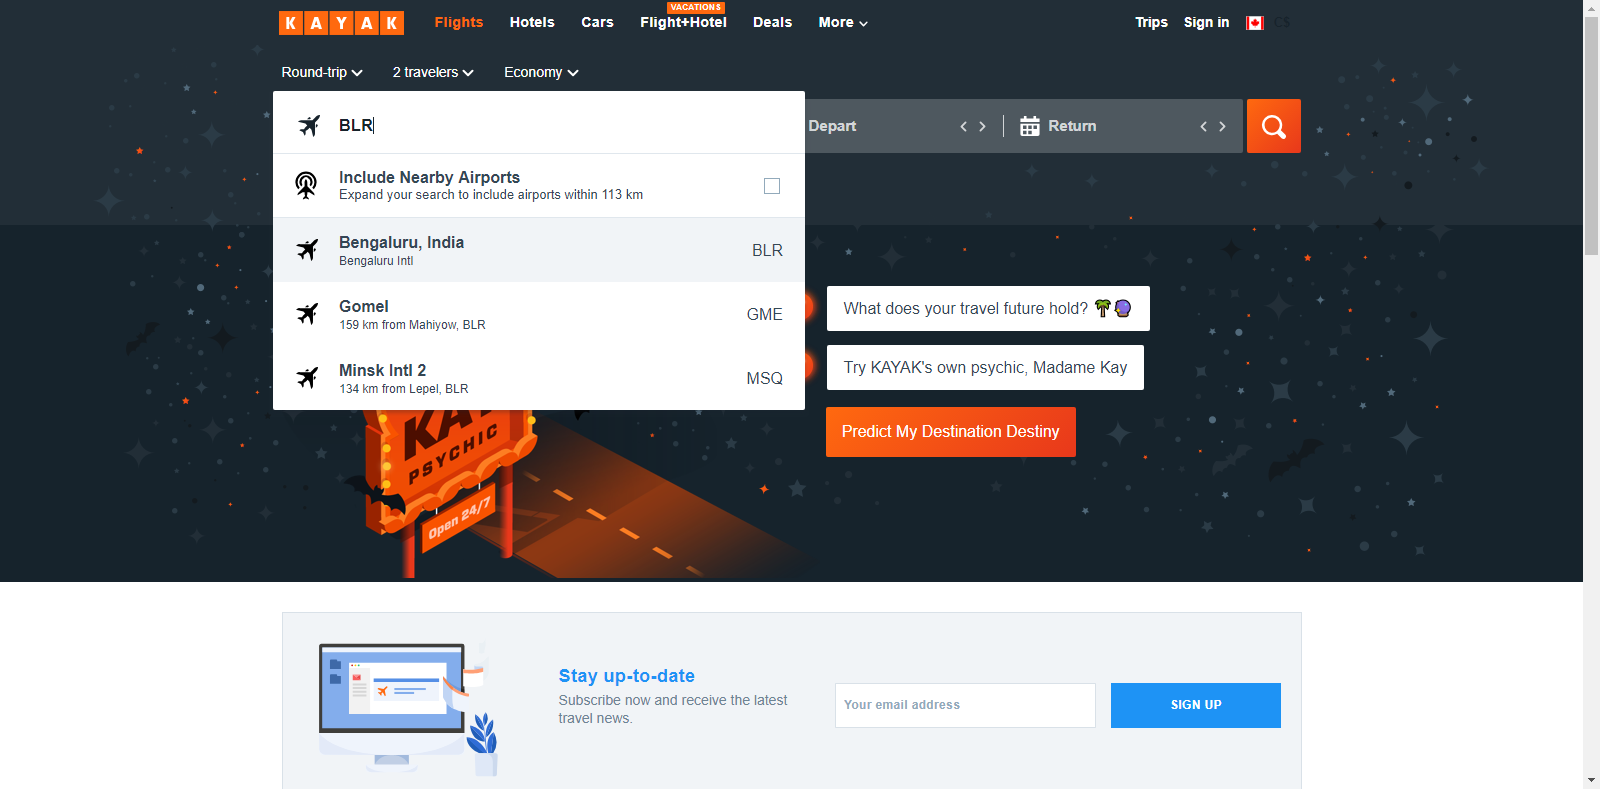 KAYAK
Flights
Hotels
Cars
VACATIONS
Flight+Hotel
Deals
More
Trips
Sign in
C$
Round-trip
2 travelers
Economy
BLR
Depart
Return
Include Nearby Airports
Expand your search to include airports within 113 km
Bengaluru, India
Bengaluru Intl
BLR
Gomel
159 km from Mahiyow, BLR
GME
Minsk Intl 2
134 km from Lepel, BLR
MSQ
What does your travel future hold?
Try KAYAK's own psychic, Madame Kay
Predict My Destination Destiny
KAY
PSYCHIC
Open 24/7
Stay up-to-date
Subscribe now and receive the latest
travel news.
Your email address
SIGN UP